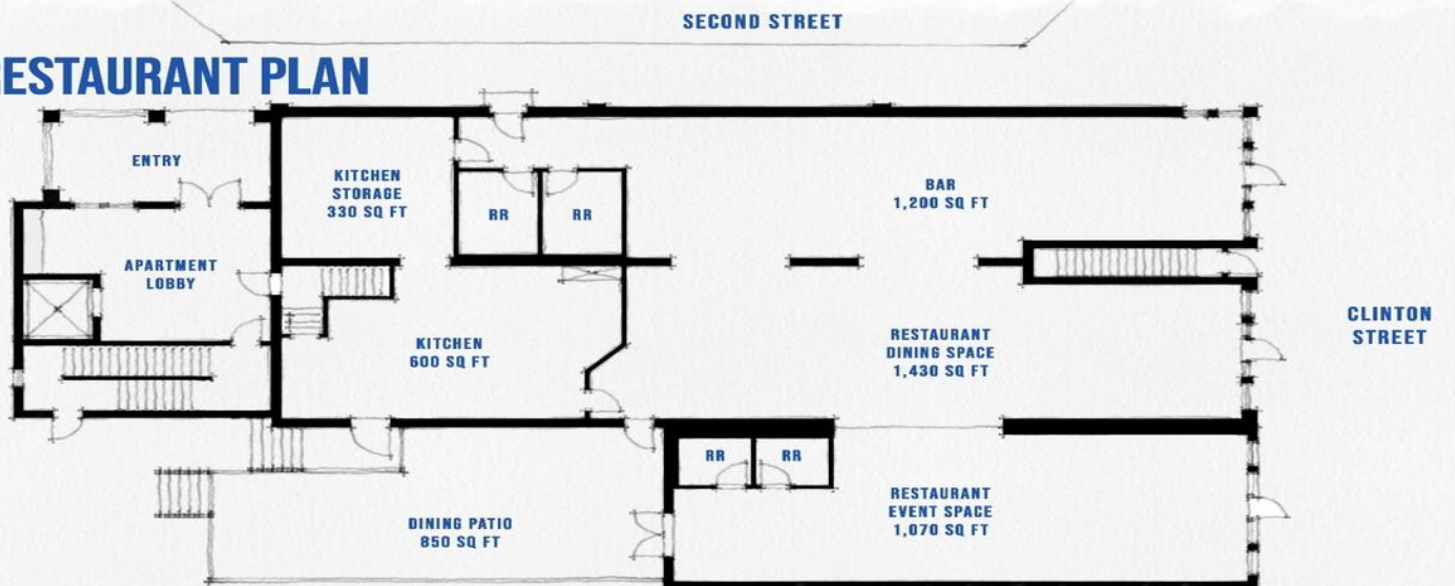 SECOND STREET
ESTAURANT PLAN
ENTRY
KITCHEN
STORAGE
330 SQ FT
RR
RR
BAR
1,200 SQ FT
APARTMENT
LOBBY
KITCHEN
600 SQ FT
RESTAURANT
DINING SPACE
1,430 SQ FT
CLINTON
STREET
RR
RR
DINING PATIO
850 SQ FT
RESTAURANT
EVENT SPACE
1,070 SQ FT